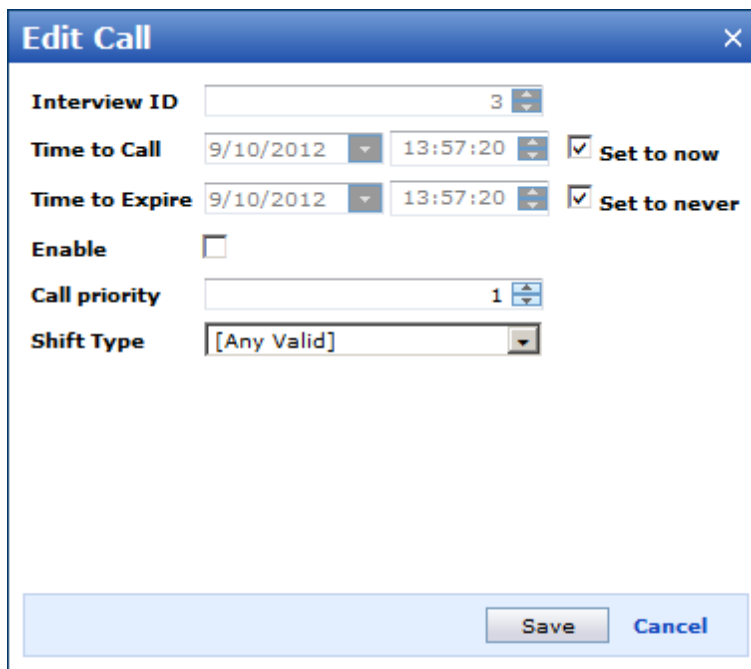 Edit Call
Interview ID 3
Time to Call 9/10/2012 13:57:20 Set to now
Time to Expire 9/10/2012 13:57:20 Set to never
Enable
Call priority 1
Shift Type [Any Valid]
Save Cancel